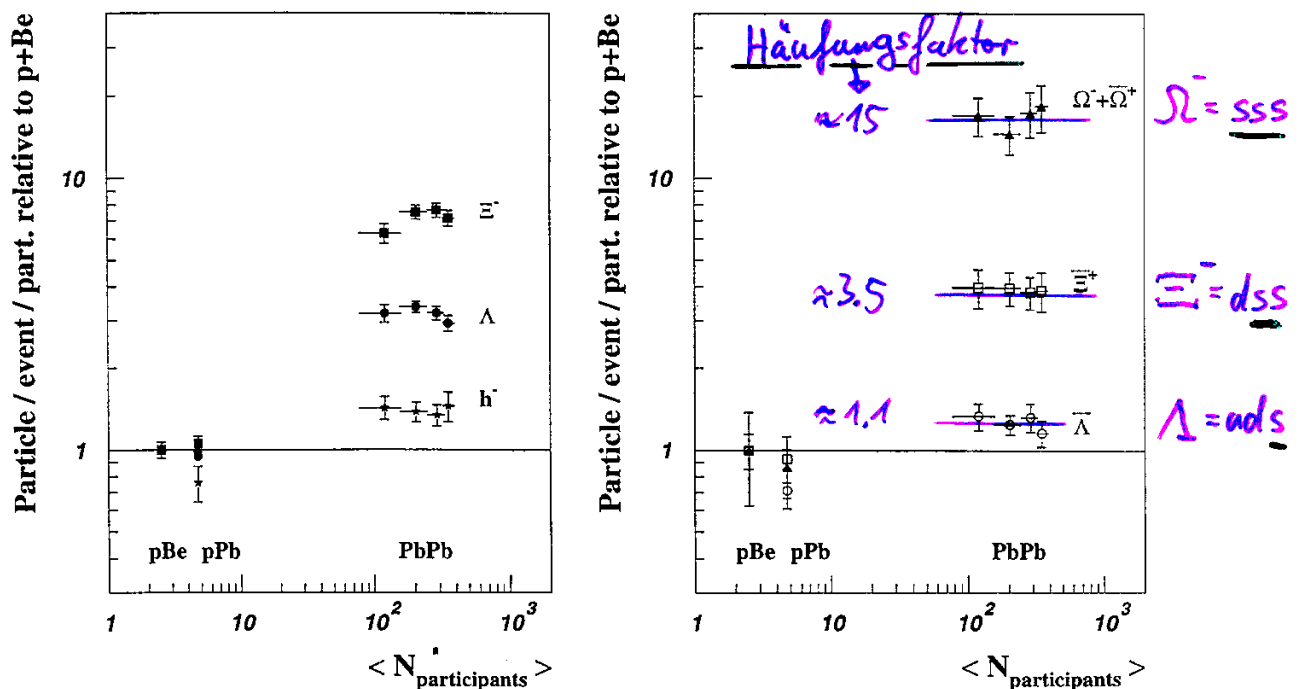 Particle / event / part. relative to p+Be
10
1
Ξ⁻
Λ
h⁻
pBe pPb PbPb
1 10 10² 10³
< N_participants >
Particle / event / part. relative to p+Be
Häufungsfaktor
10
1
≈15 Ω⁻+Ω̅⁺ Ω⁻ = sss
≈3.5 Ξ̅⁺ Ξ⁻ = dss
≈1.1 Λ̅ Λ = uds
pBe pPb PbPb
1 10 10² 10³
< N_participants >